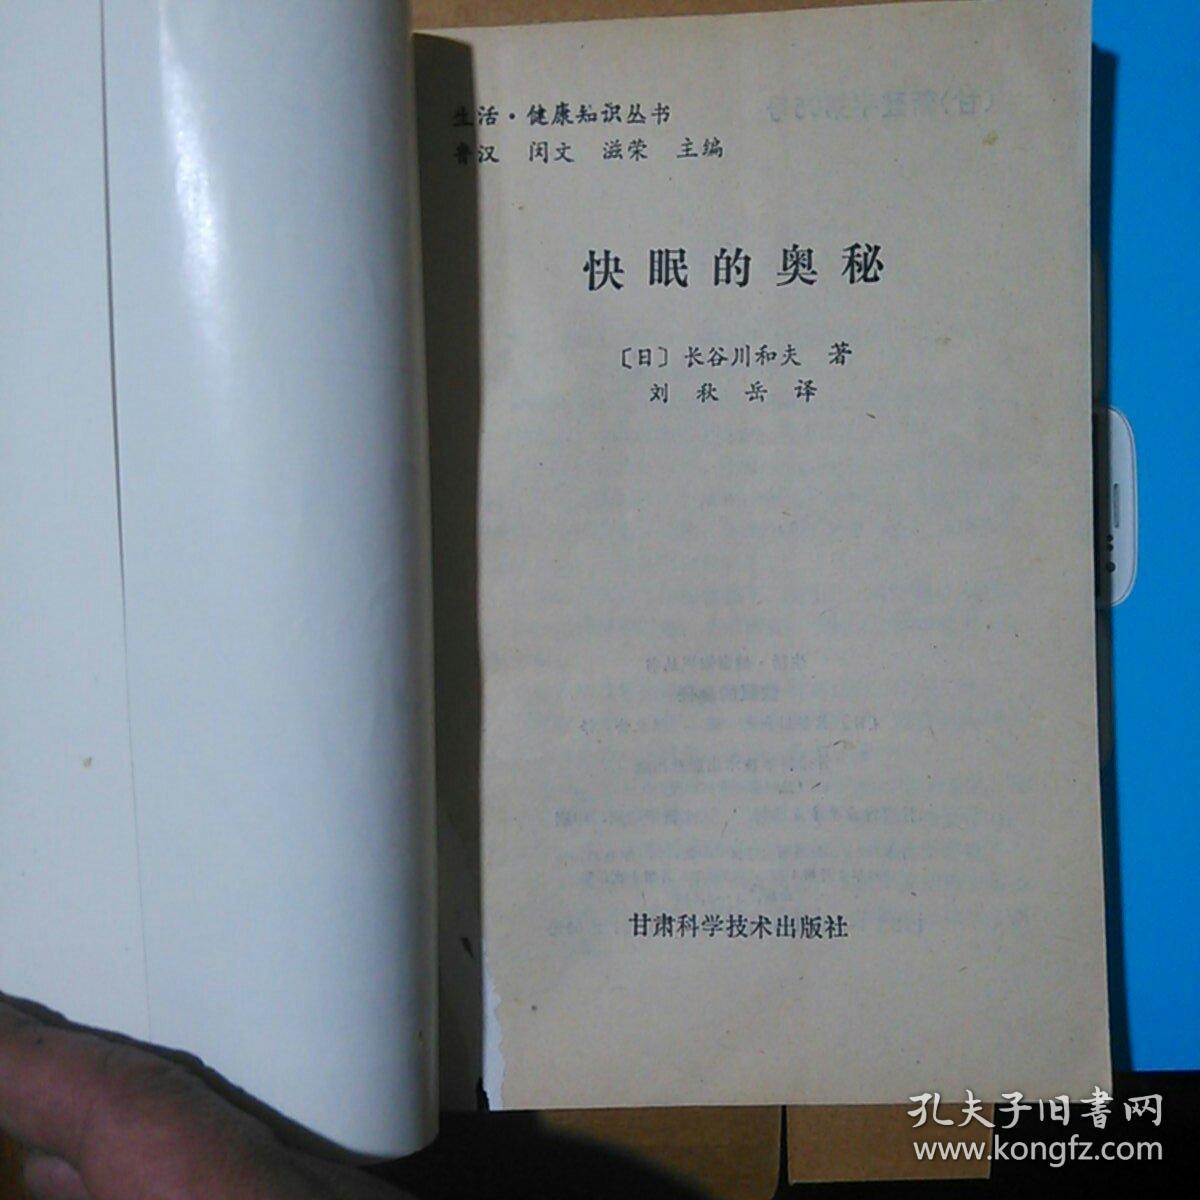 生活·健康知识丛书
鲁汉 闵文 滋荣 主编
快眠的奥秘
〔日〕长谷川和夫 著
刘秋岳 译
甘肃科学技术出版社
孔夫子旧書网
www.kongfz.com